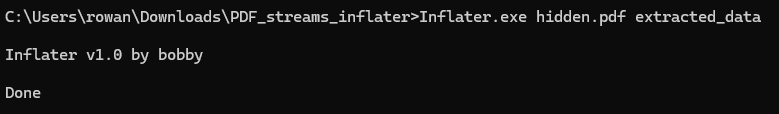 C:\Users\rowan\Downloads\PDF_streams_inflater>Inflater.exe hidden.pdf extracted_data
Inflater v1.0 by bobby
Done